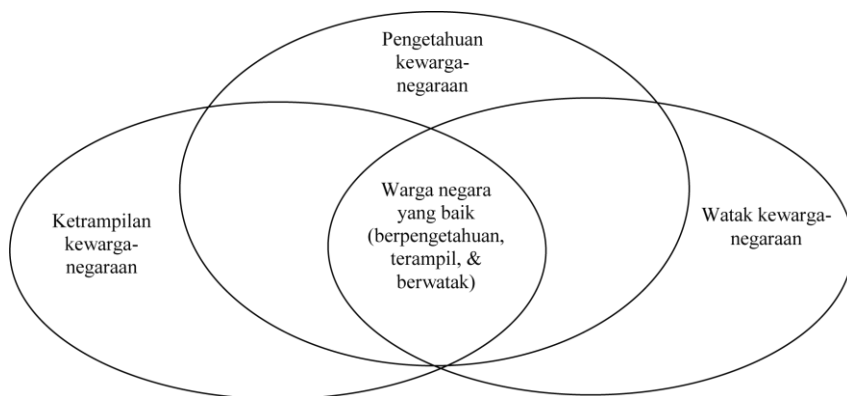 Pengetahuan
kewarga-
negaraan
Ketrampilan
kewarga-
negaraan
Warga negara
yang baik
(berpengetahuan,
terampil, &
berwatak)
Watak kewarga-
negaraan